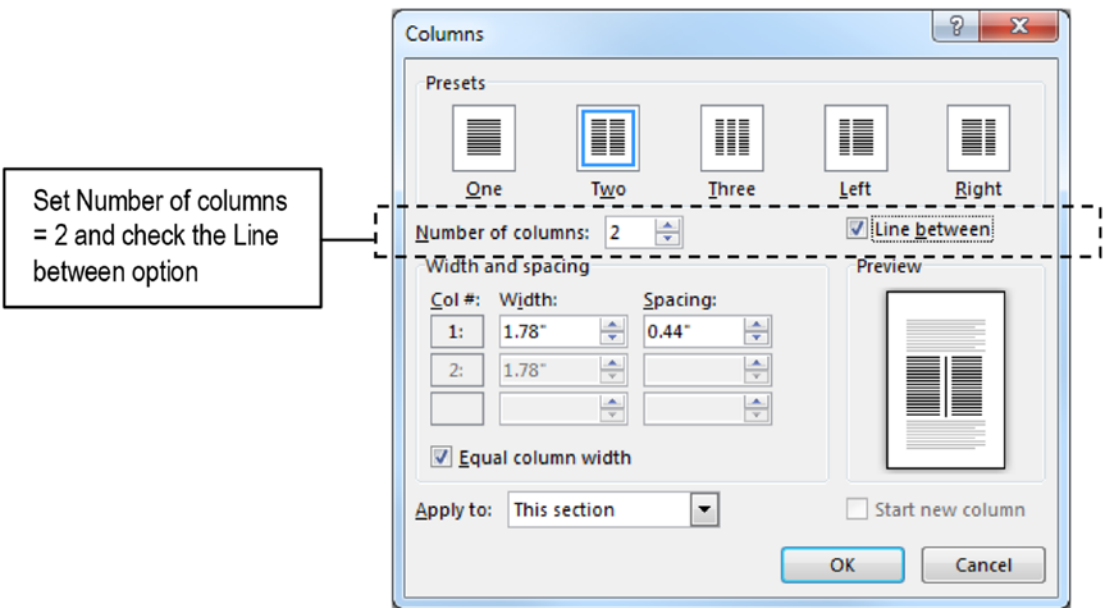 Columns
Presets
One Two Three Left Right
Set Number of columns
= 2 and check the Line
between option
Number of columns: 2 Line between
Width and spacing Preview
Col #: Width: Spacing:
1: 1.78" 0.44"
2: 1.78"
Equal column width
Apply to: This section Start new column
OK Cancel